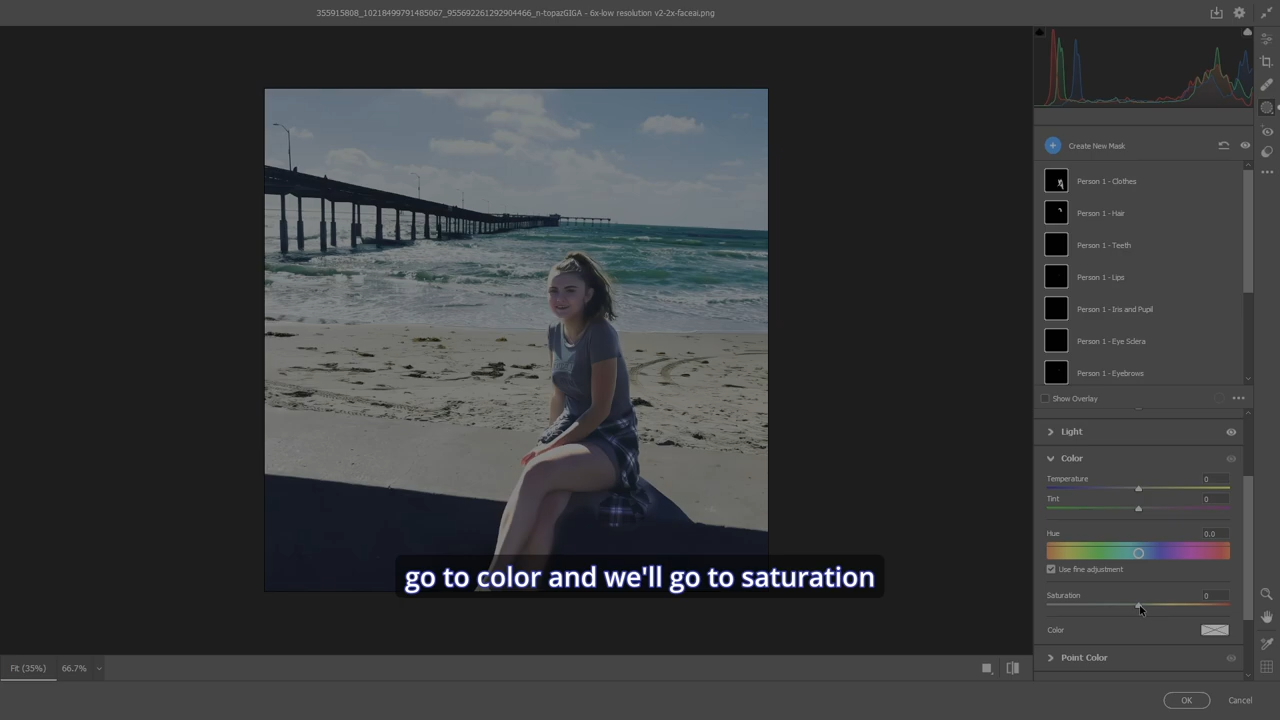 355915808_10218499791485067_955692261292904466_n-topazGIGA - 6x-low resolution v2-2x-faceai.png
Create New Mask
Person 1 - Clothes
Person 1 - Hair
Person 1 - Teeth
Person 1 - Lips
Person 1 - Iris and Pupil
Person 1 - Eye Sclera
Person 1 - Eyebrows
Show Overlay
Light
Color
Temperature 0
Tint 0
Hue 0.0
Use fine adjustment
Saturation 0
Color
Point Color
go to color and we'll go to saturation
Fit (35%) 66.7%
OK Cancel